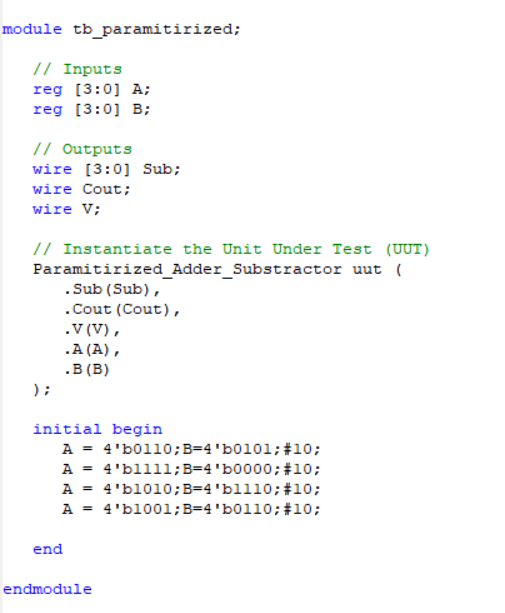 module tb_paramitirized;
// Inputs
reg [3:0] A;
reg [3:0] B;
// Outputs
wire [3:0] Sub;
wire Cout;
wire V;
// Instantiate the Unit Under Test (UUT)
Paramitirized_Adder_Substractor uut (
.Sub(Sub),
.Cout(Cout),
.V(V),
.A(A),
.B(B)
);
initial begin
A = 4'b0110;B=4'b0101;#10;
A = 4'b1111;B=4'b0000;#10;
A = 4'b1010;B=4'b1110;#10;
A = 4'b1001;B=4'b0110;#10;
end
endmodule